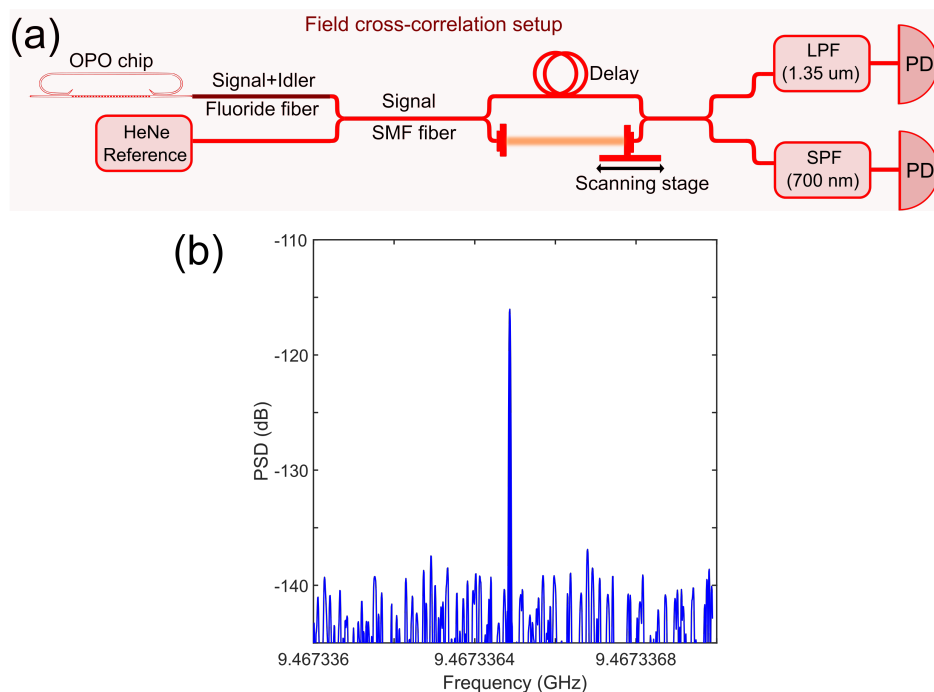 (a)
Field cross-correlation setup
OPO chip
Signal+Idler
Fluoride fiber
HeNe
Reference
Signal
SMF fiber
Delay
Scanning stage
LPF
(1.35 um)
PD
SPF
(700 nm)
PD
(b)
-110
-120
-130
-140
PSD (dB)
9.467336
9.4673364
9.4673368
Frequency (GHz)